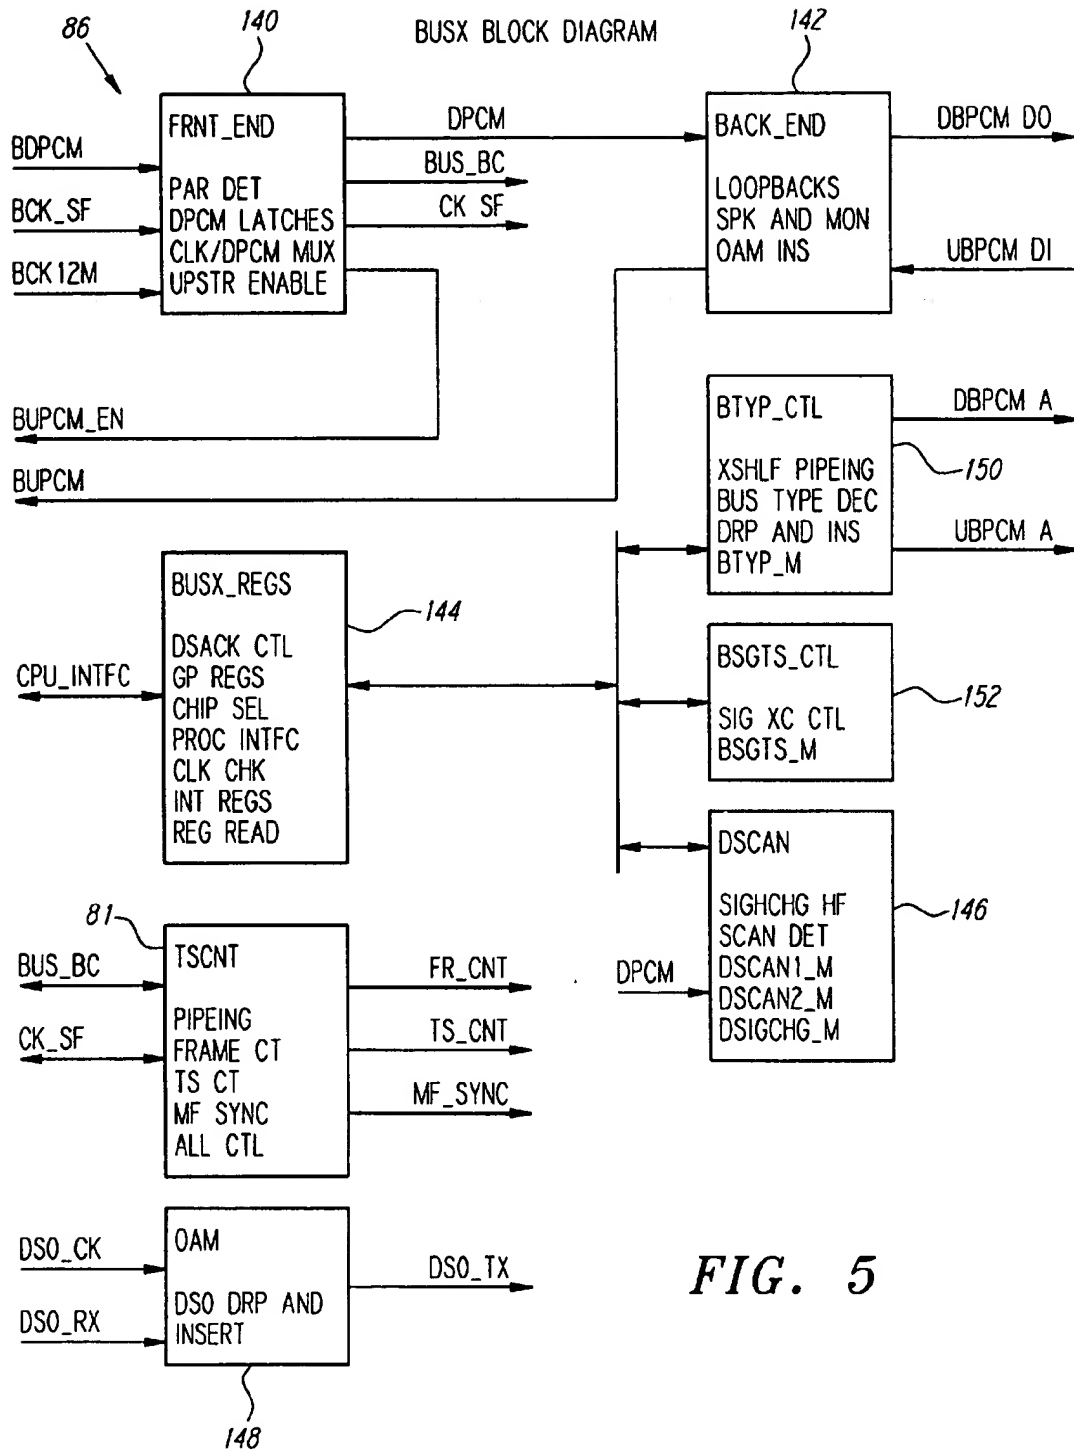 BUSX BLOCK DIAGRAM
86
140
142
FRNT_END
PAR DET
DPCM LATCHES
CLK/DPCM MUX
UPSTR ENABLE
BDPCM
BCK_SF
BCK12M
DPCM
BUS_BC
CK SF
BACK_END
LOOPBACKS
SPK AND MON
OAM INS
DBPCM DO
UBPCM DI
BUPCM_EN
BUPCM
BTYP_CTL
XSHLF PIPEING
BUS TYPE DEC
DRP AND INS
BTYP_M
DBPCM A
150
UBPCM A
BUSX_REGS
DSACK CTL
GP REGS
CHIP SEL
PROC INTFC
CLK CHK
INT REGS
REG READ
144
CPU_INTFC
BSGTS_CTL
SIG XC CTL
BSGTS_M
152
DSCAN
SIGHCHG HF
SCAN DET
DSCAN1_M
DSCAN2_M
DSIGCHG_M
146
DPCM
81
TSCNT
PIPEING
FRAME CT
TS CT
MF SYNC
ALL CTL
BUS_BC
CK_SF
FR_CNT
TS_CNT
MF_SYNC
OAM
DS0 DRP AND
INSERT
DS0_CK
DS0_RX
DS0_TX
148
FIG. 5